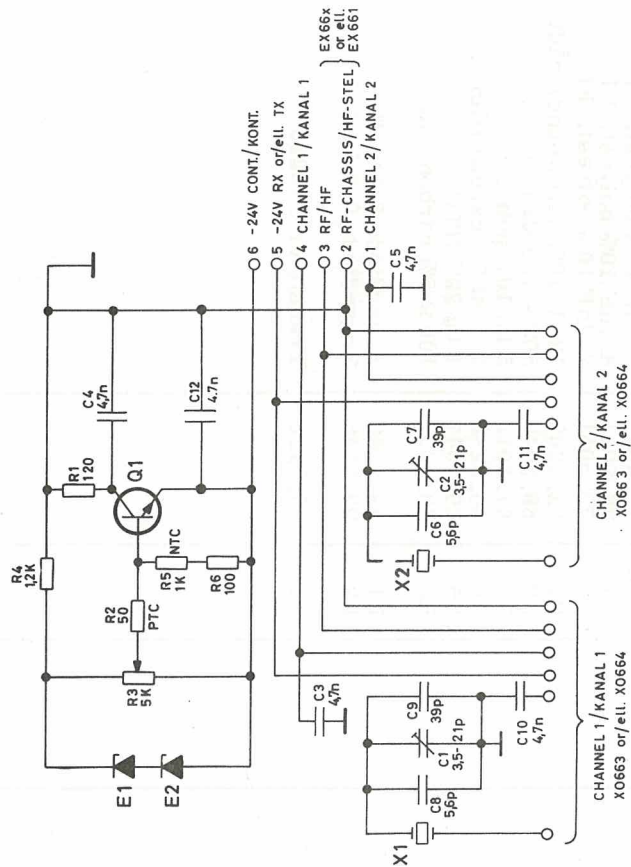 R4
1,2K
R1
120
C4
4,7n
Q1
C12
4.7n
R2
50
PTC
R5
NTC
1K
R6
100
R3
5K
E1
E2
6 -24V CONT./KONT.
5 -24V RX or/ell. TX
4 CHANNEL 1/KANAL 1
3 RF/HF
2 RF-CHASSIS/HF-STEL
1 CHANNEL 2/KANAL 2
EX66x
or ell.
EX661
C5
4,7n
C3
4,7n
C7
39p
C2
3,5-21p
C6
5,6p
C11
4,7n
X2
CHANNEL 2/KANAL 2
XO663 or/ell. XO664
C9
39p
C1
3,5-21p
C8
5,6p
C10
4,7n
X1
CHANNEL 1/KANAL 1
XO663 or/ell. XO664